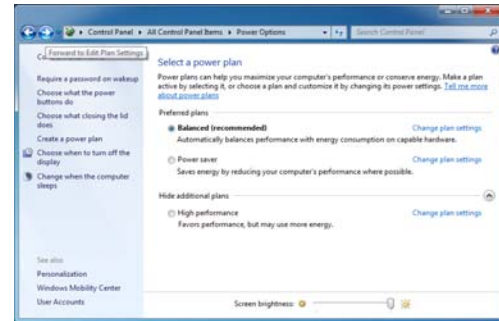 Control Panel ▸ All Control Panel Items ▸ Power Options
Search Control Panel
Forward to Edit Plan Settings
Require a password on wakeup
Choose what the power
buttons do
Choose what closing the lid
does
Create a power plan
Choose when to turn off the
display
Change when the computer
sleeps
See also
Personalization
Windows Mobility Center
User Accounts
Select a power plan
Power plans can help you maximize your computer's performance or conserve energy. Make a plan
active by selecting it, or choose a plan and customize it by changing its power settings. Tell me more
about power plans
Preferred plans
Balanced (recommended) Change plan settings
Automatically balances performance with energy consumption on capable hardware.
Power saver Change plan settings
Saves energy by reducing your computer's performance where possible.
Hide additional plans
High performance Change plan settings
Favors performance, but may use more energy.
Screen brightness: